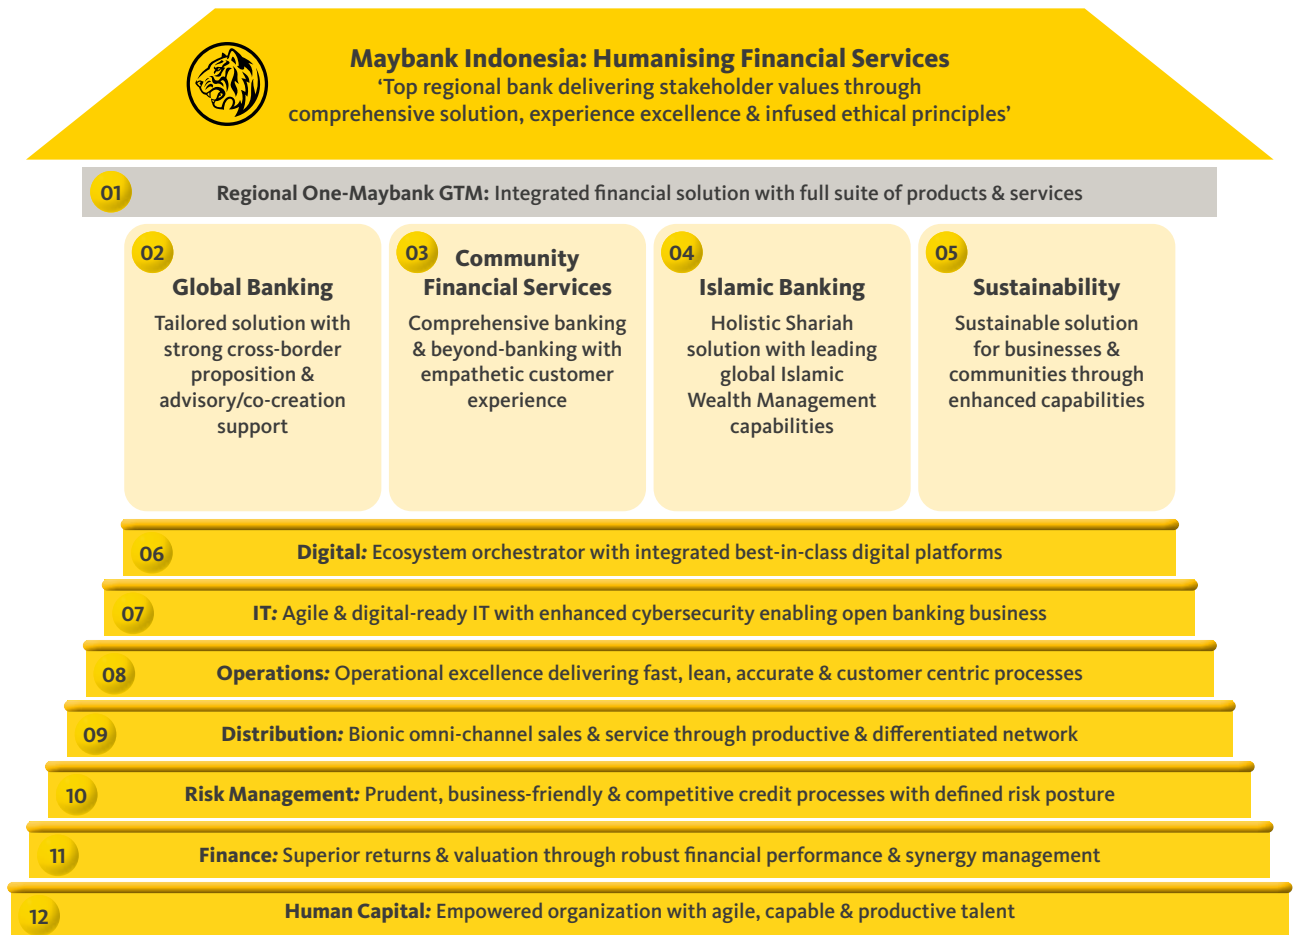 Maybank Indonesia: Humanising Financial Services
‘Top regional bank delivering stakeholder values through
comprehensive solution, experience excellence & infused ethical principles’
01
Regional One-Maybank GTM: Integrated financial solution with full suite of products & services
02
Global Banking
Tailored solution with
strong cross-border
proposition &
advisory/co-creation
support
03
Community
Financial Services
Comprehensive banking
& beyond-banking with
empathetic customer
experience
04
Islamic Banking
Holistic Shariah
solution with leading
global Islamic
Wealth Management
capabilities
05
Sustainability
Sustainable solution
for businesses &
communities through
enhanced capabilities
06
Digital: Ecosystem orchestrator with integrated best-in-class digital platforms
07
IT: Agile & digital-ready IT with enhanced cybersecurity enabling open banking business
08
Operations: Operational excellence delivering fast, lean, accurate & customer centric processes
09
Distribution: Bionic omni-channel sales & service through productive & differentiated network
10
Risk Management: Prudent, business-friendly & competitive credit processes with defined risk posture
11
Finance: Superior returns & valuation through robust financial performance & synergy management
12
Human Capital: Empowered organization with agile, capable & productive talent